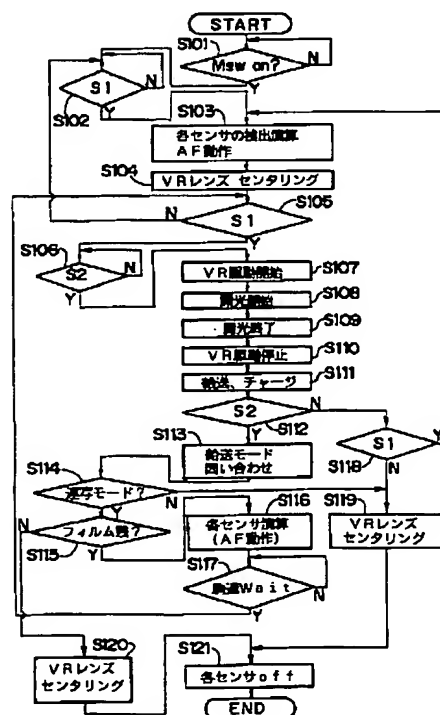 START
S101
Msw on?
N
Y
S1
N
Y
S102
S103
各センサの検出演算
AF動作
S104
VRレンズ センタリング
N
S1
S105
Y
S106
S2
N
Y
VR駆動開始
S107
露光開始
S108
露光終了
S109
VR駆動停止
S110
給送、チャージ
S111
S2
N
S112
Y
S113
給送モード
問い合わせ
S1
Y
S118
N
S114
連写モード?
N
Y
N
フィルム残?
Y
S115
S116
各センサ演算
(AF動作)
S119
VRレンズ
センタリング
S117
Wait
N
Y
S120
VRレンズ
センタリング
S121
各センサoff
END